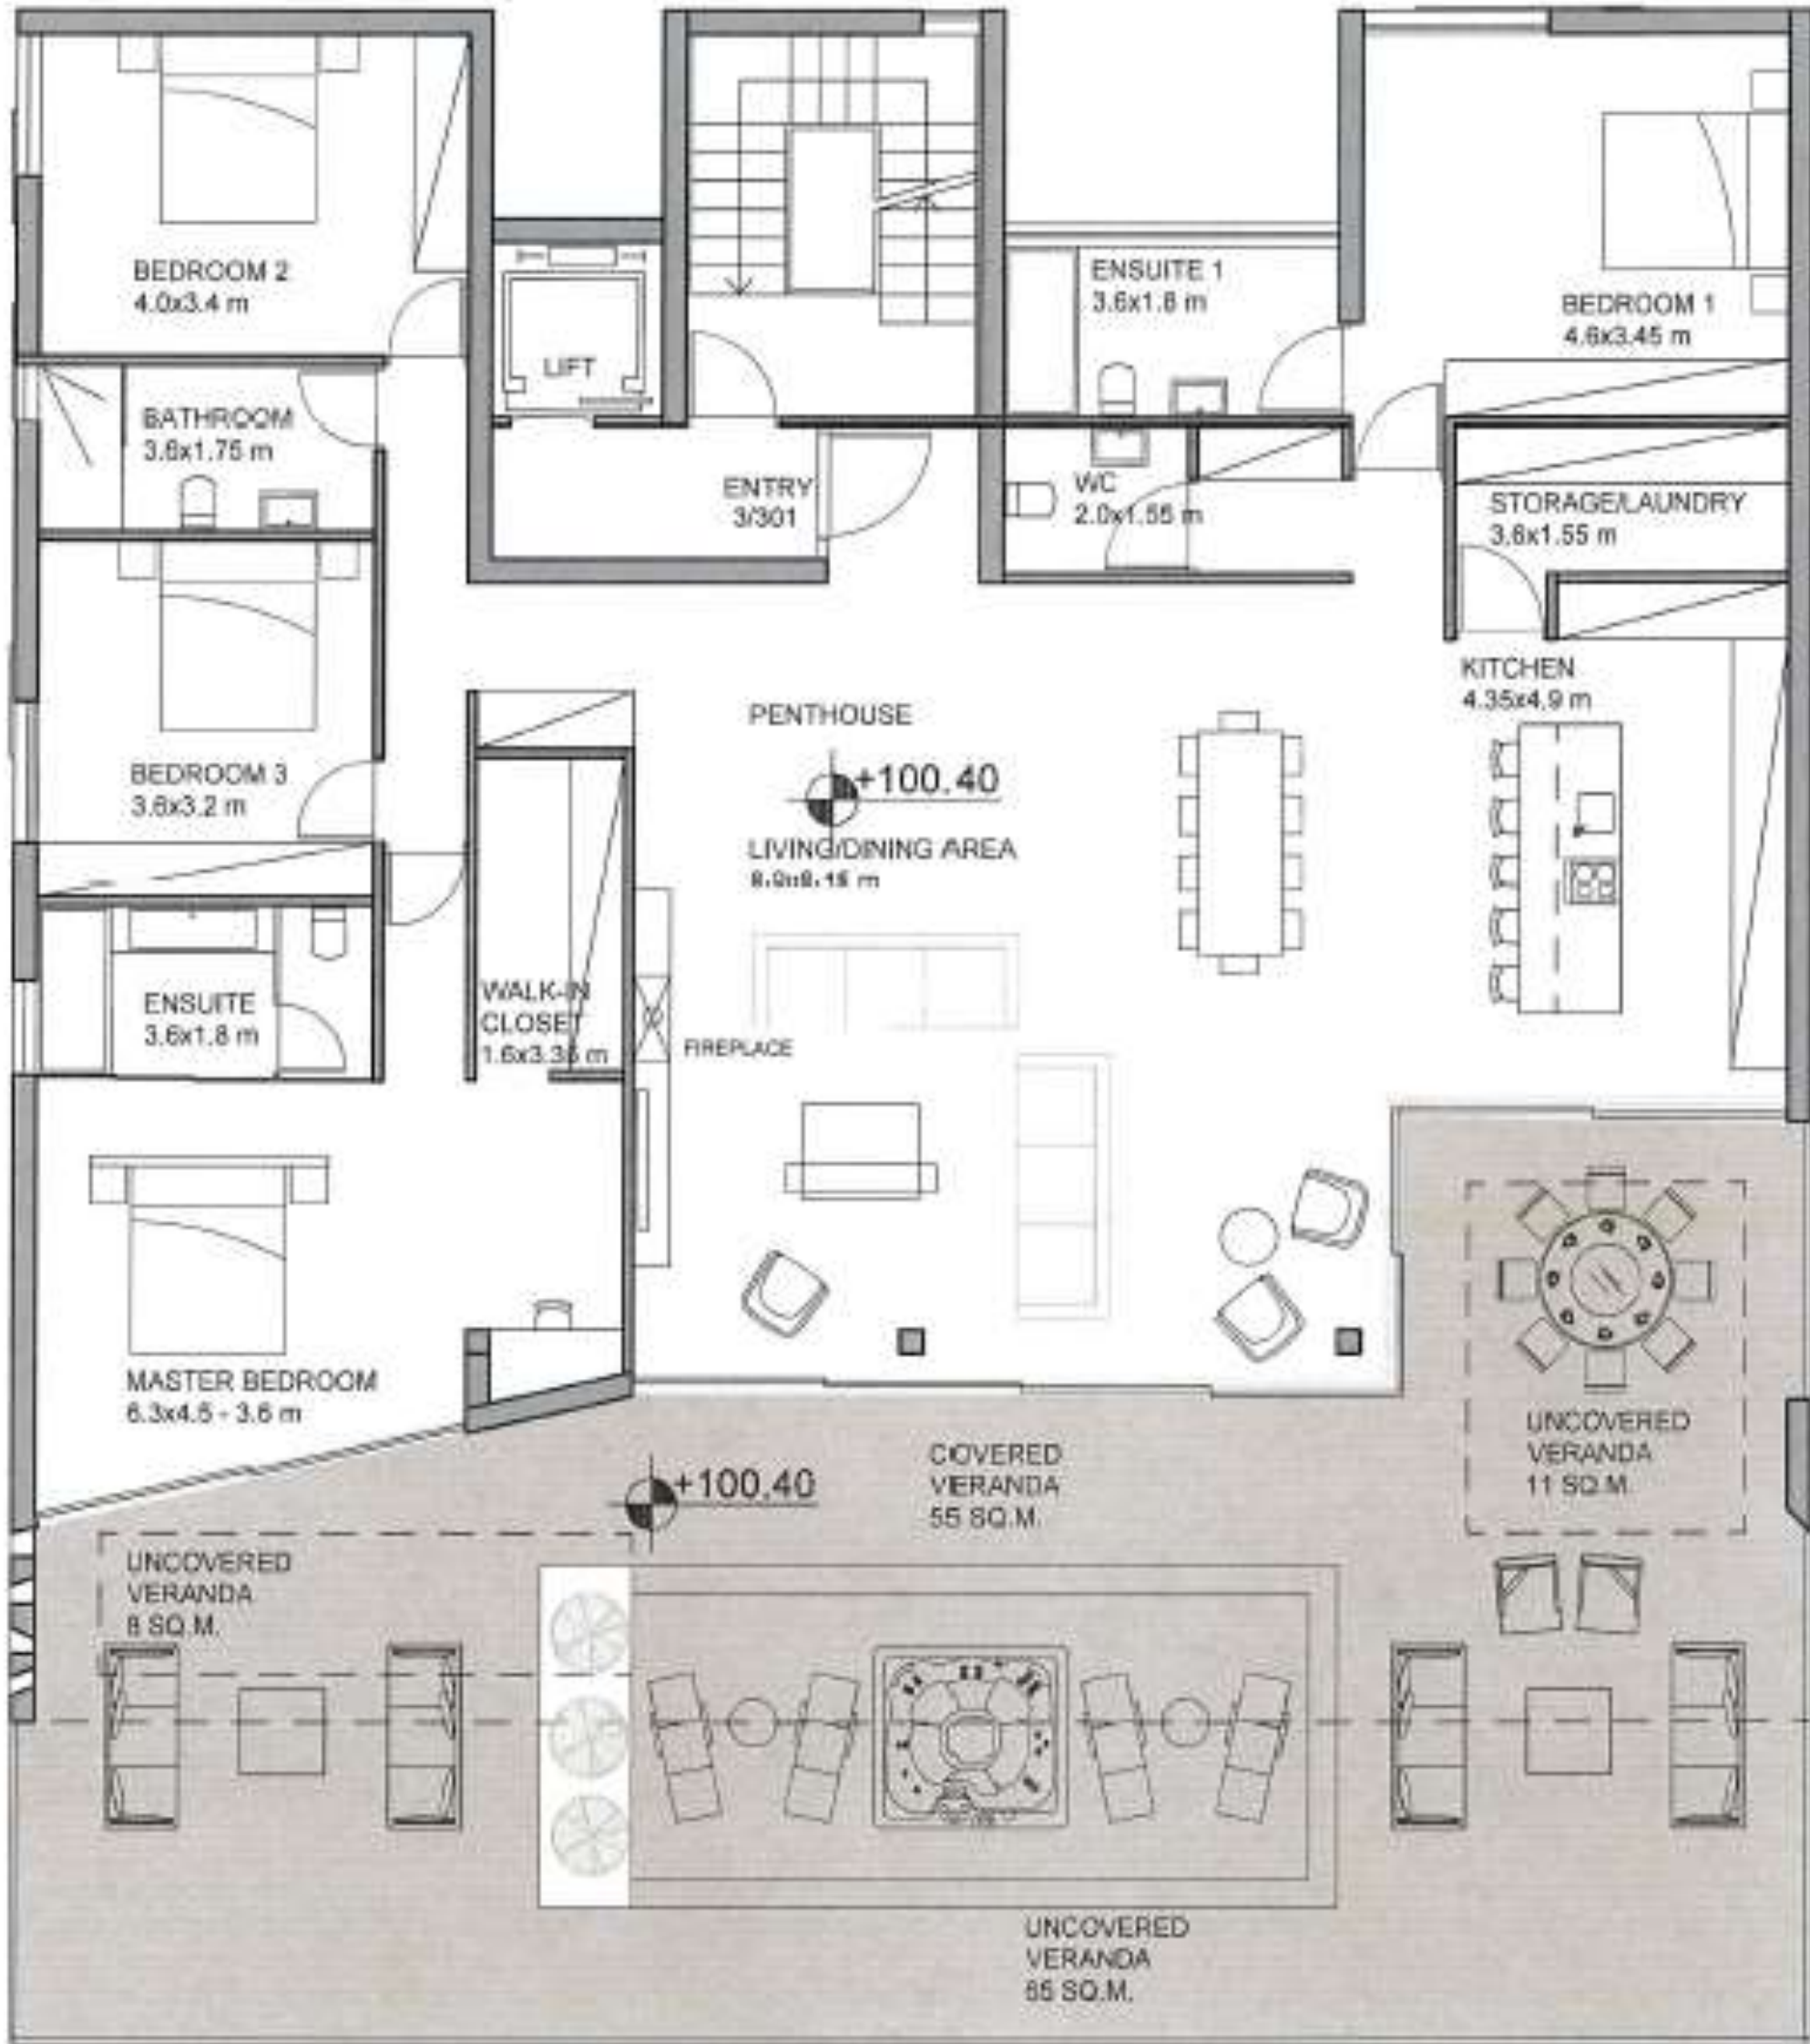 BEDROOM 2
4.0x3.4 m
LIFT
ENSUITE 1
3.6x1.8 m
BEDROOM 1
4.6x3.45 m
BATHROOM
3.6x1.75 m
ENTRY
3/301
WC
2.0x1.55 m
STORAGE/LAUNDRY
3.6x1.55 m
BEDROOM 3
3.6x3.2 m
PENTHOUSE
+100.40
LIVING/DINING AREA
KITCHEN
4.35x4.9 m
ENSUITE
3.6x1.8 m
WALK-IN
CLOSET
1.6x3.35 m
FIREPLACE
MASTER BEDROOM
6.3x4.5 - 3.6 m
+100.40
COVERED
VERANDA
55 SQ.M.
UNCOVERED
VERANDA
11 SQ.M.
UNCOVERED
VERANDA
8 SQ.M.
UNCOVERED
VERANDA